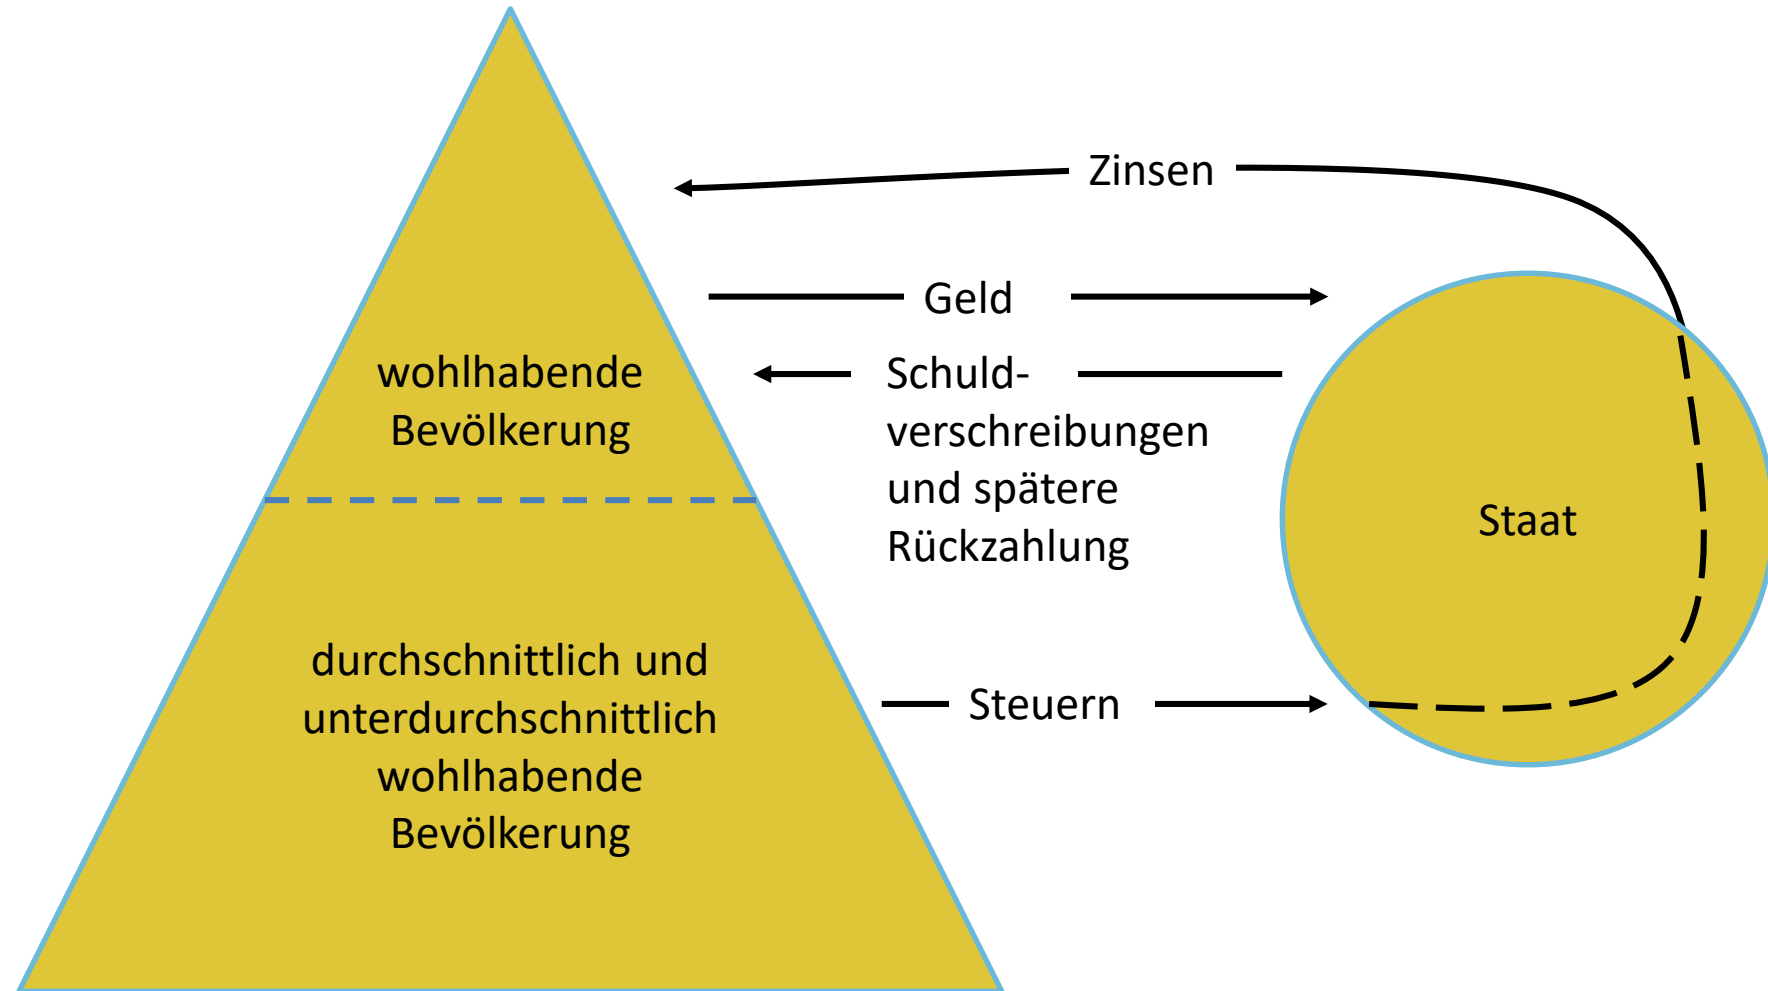 Zinsen
Geld
wohlhabende
Bevölkerung
Schuld-
verschreibungen
und spätere
Rückzahlung
Staat
durchschnittlich und
unterdurchschnittlich
wohlhabende
Bevölkerung
Steuern